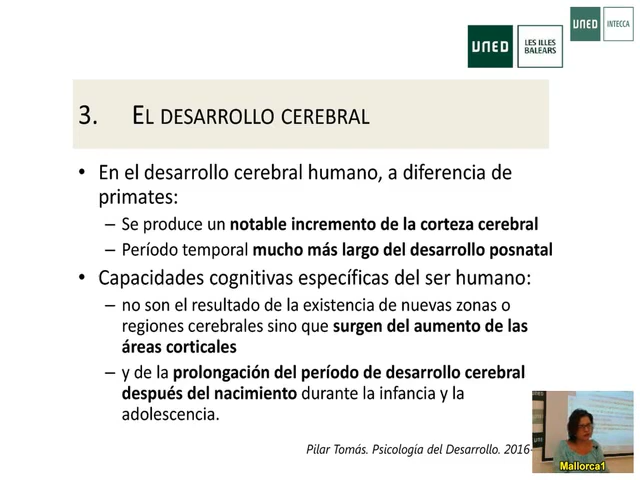 UNED
LES ILLES
BALEARS
UNED
INTECCA
3. EL DESARROLLO CEREBRAL
• En el desarrollo cerebral humano, a diferencia de
primates:
– Se produce un notable incremento de la corteza cerebral
– Período temporal mucho más largo del desarrollo posnatal
• Capacidades cognitivas específicas del ser humano:
– no son el resultado de la existencia de nuevas zonas o
regiones cerebrales sino que surgen del aumento de las
áreas corticales
– y de la prolongación del período de desarrollo cerebral
después del nacimiento durante la infancia y la
adolescencia.
Pilar Tomás. Psicología del Desarrollo. 2016-
Mallorca1